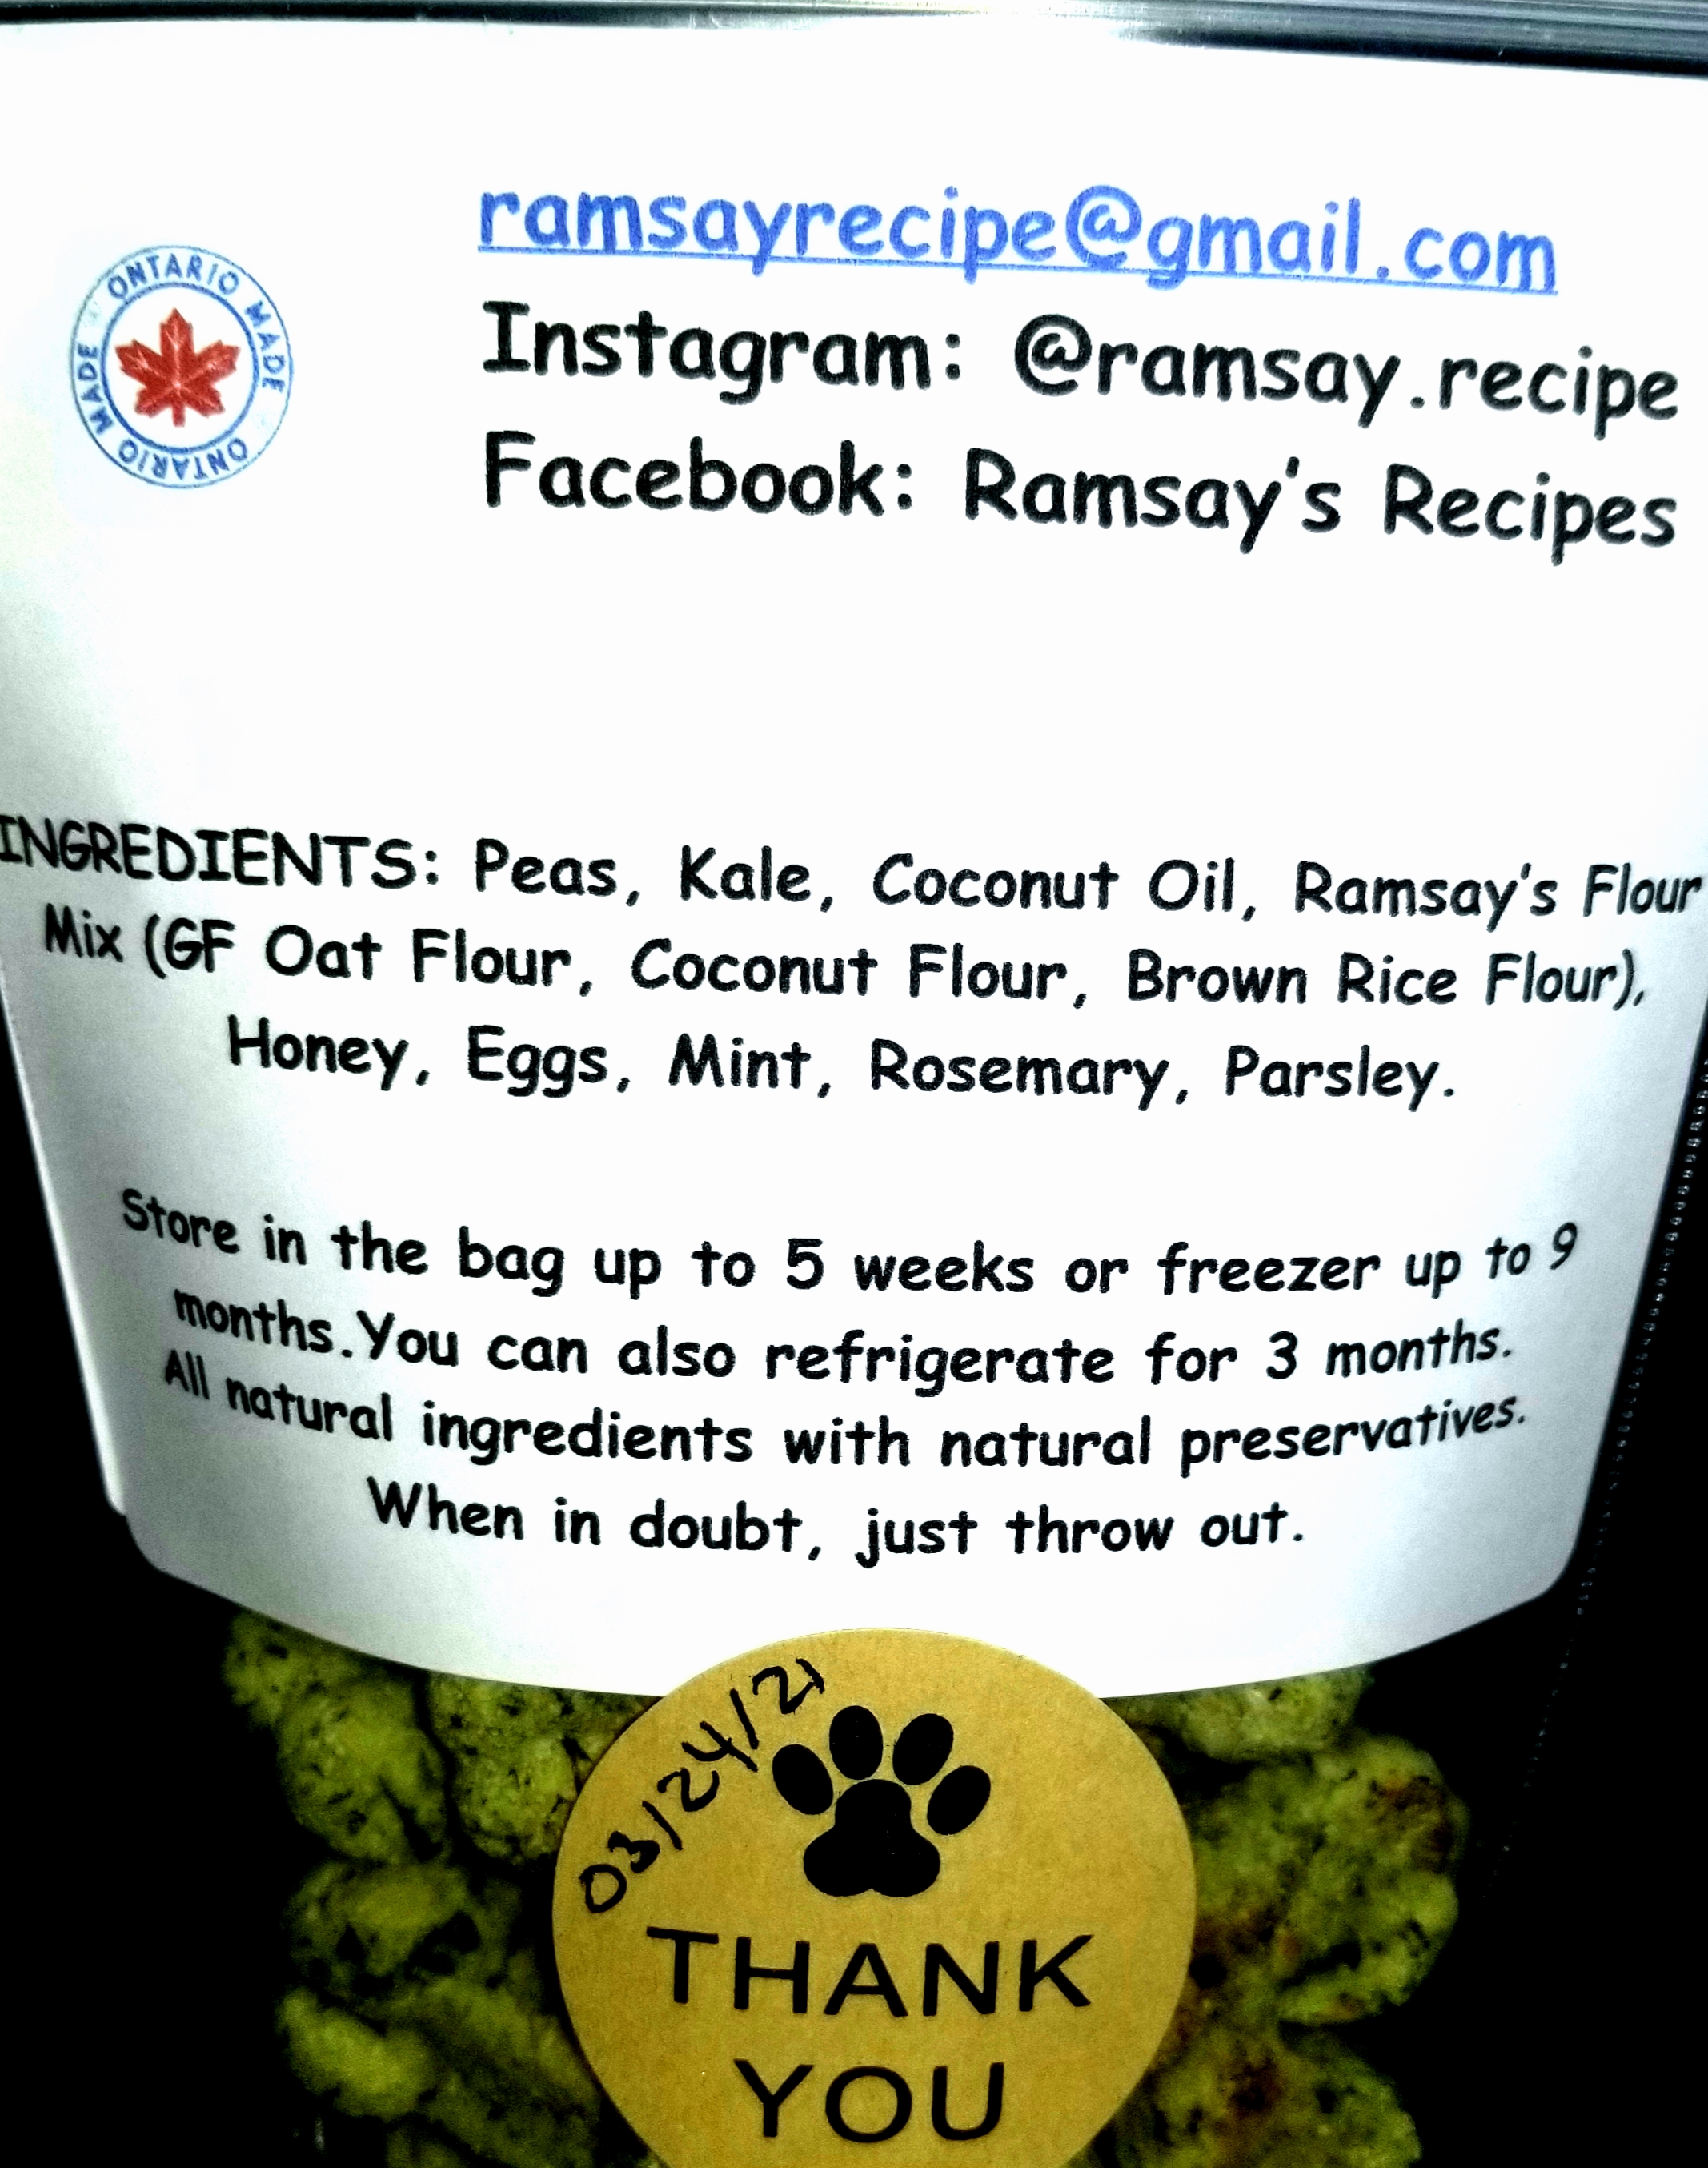 ONTARIO MADE ONTARIO MADE
ramsayrecipe@gmail.com
Instagram: @ramsay.recipe
Facebook: Ramsay's Recipes
INGREDIENTS: Peas, Kale, Coconut Oil, Ramsay's Flour
Mix (GF Oat Flour, Coconut Flour, Brown Rice Flour),
Honey, Eggs, Mint, Rosemary, Parsley.
Store in the bag up to 5 weeks or freezer up to 9
months.You can also refrigerate for 3 months.
All natural ingredients with natural preservatives.
When in doubt, just throw out.
03/24/21
THANK
YOU